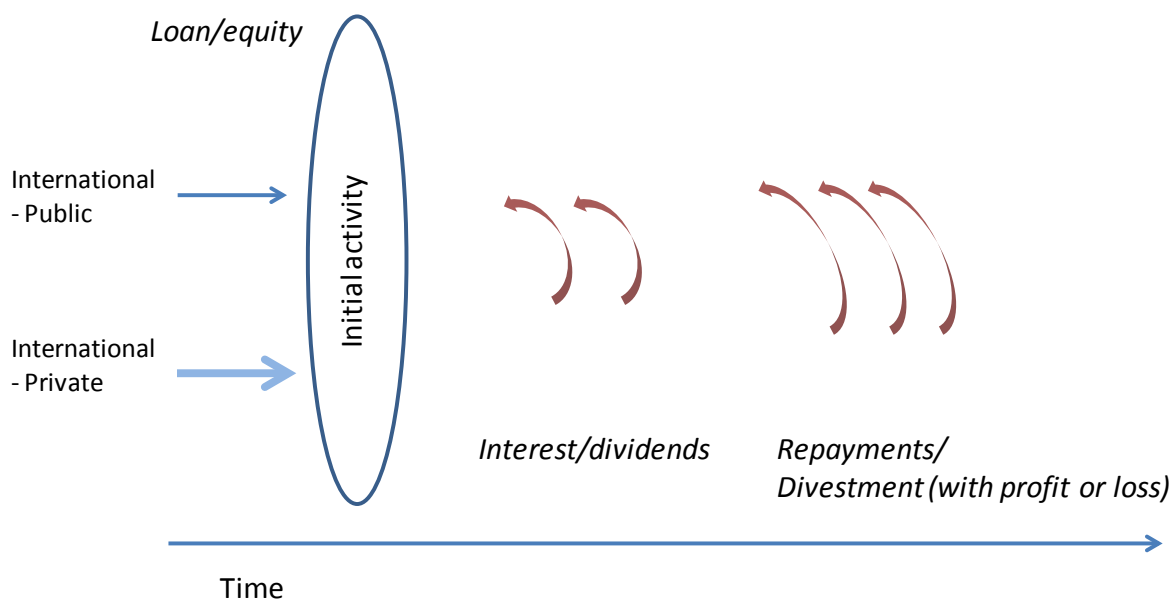 Loan/equity
International
- Public
Initial activity
International
- Private
Interest/dividends
Repayments/
Divestment (with profit or loss)
Time